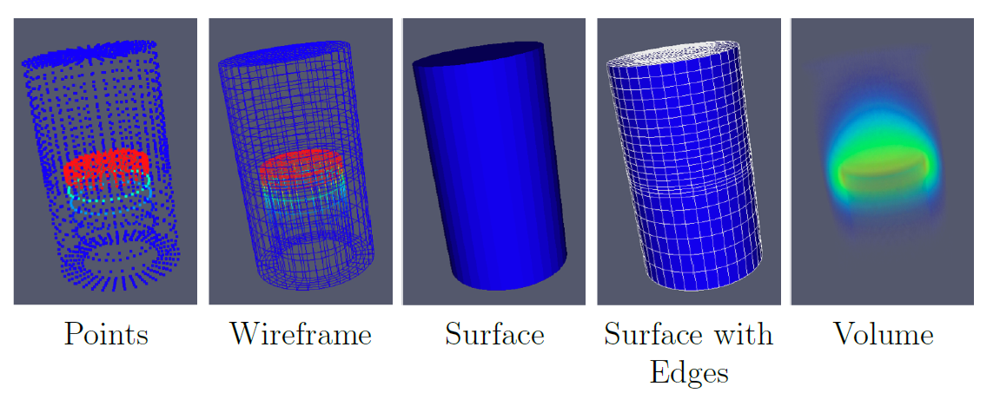 Points
Wireframe
Surface
Surface with
Edges
Volume